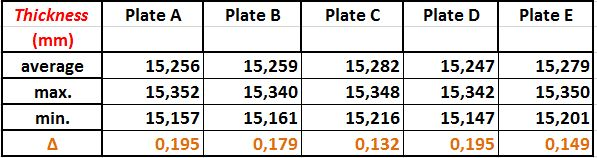 Thickness (mm) Plate A Plate B Plate C Plate D Plate E
average 15,256 15,259 15,282 15,247 15,279
max. 15,352 15,340 15,348 15,342 15,350
min. 15,157 15,161 15,216 15,147 15,201
Δ 0,195 0,179 0,132 0,195 0,149